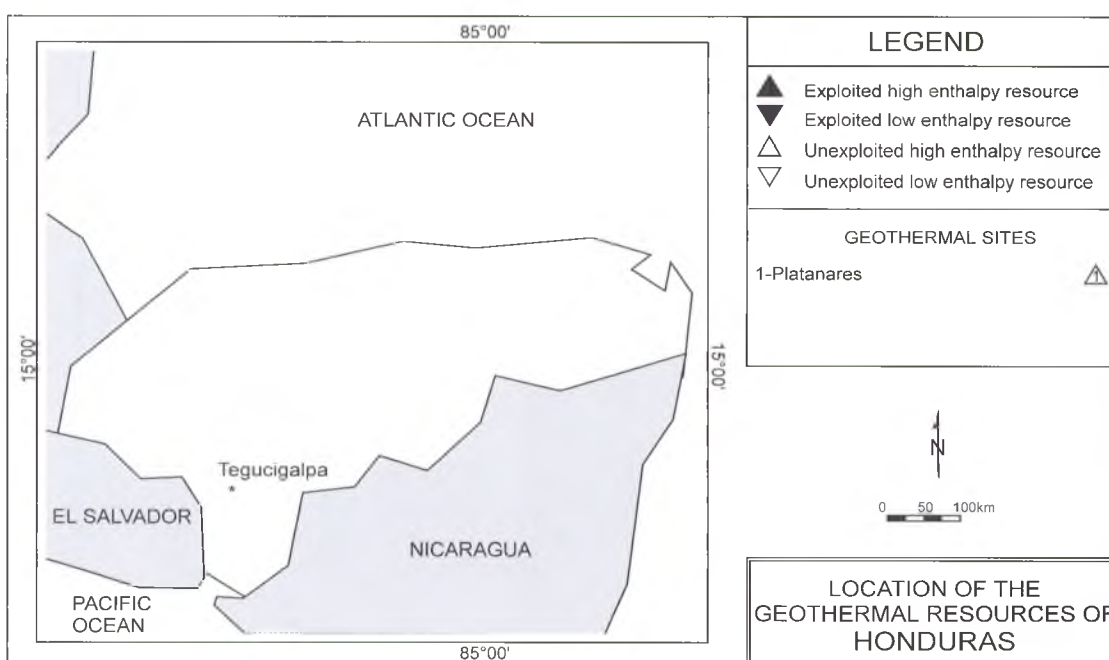 85°00'
ATLANTIC OCEAN
15°00'
15°00'
Tegucigalpa
EL SALVADOR
NICARAGUA
PACIFIC
OCEAN
85°00'
LEGEND
Exploited high enthalpy resource
Exploited low enthalpy resource
Unexploited high enthalpy resource
Unexploited low enthalpy resource
GEOTHERMAL SITES
1-Platanares 1
N
0 50 100km
LOCATION OF THE
GEOTHERMAL RESOURCES OF
HONDURAS